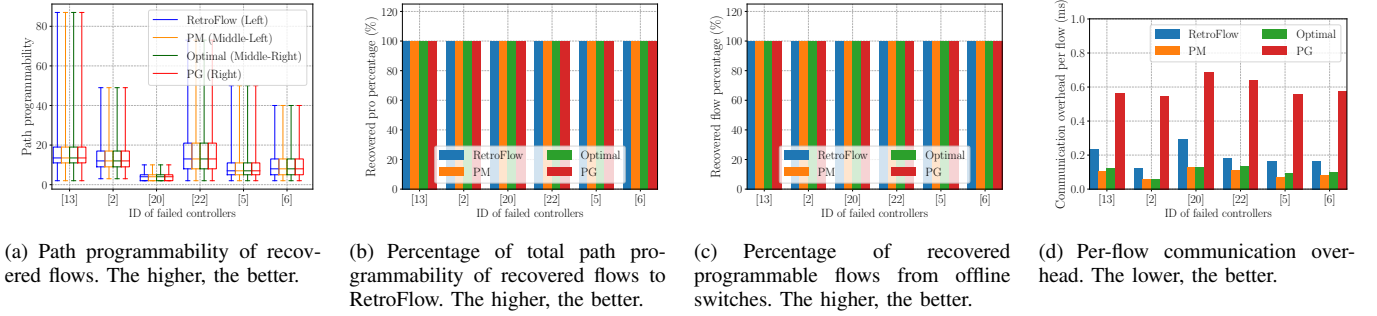 Path programmability
80
60
40
20
0
RetroFlow (Left)
PM (Middle-Left)
Optimal (Middle-Right)
PG (Right)
[13] [2] [20] [22] [5] [6]
ID of failed controllers
(a) Path programmability of recov-
ered flows. The higher, the better.
Recovered pro percentage (%)
120
100
80
60
40
20
0
RetroFlow Optimal
PM PG
[13] [2] [20] [22] [5] [6]
ID of failed controllers
(b) Percentage of total path pro-
grammability of recovered flows to
RetroFlow. The higher, the better.
Recovered flow percentage (%)
120
100
80
60
40
20
0
RetroFlow Optimal
PM PG
[13] [2] [20] [22] [5] [6]
ID of failed controllers
(c) Percentage of recovered
programmable flows from offline
switches. The higher, the better.
Communication overhead per flow (ms)
1.0
0.8
0.6
0.4
0.2
0.0
RetroFlow Optimal
PM PG
[13] [2] [20] [22] [5] [6]
ID of failed controllers
(d) Per-flow communication over-
head. The lower, the better.